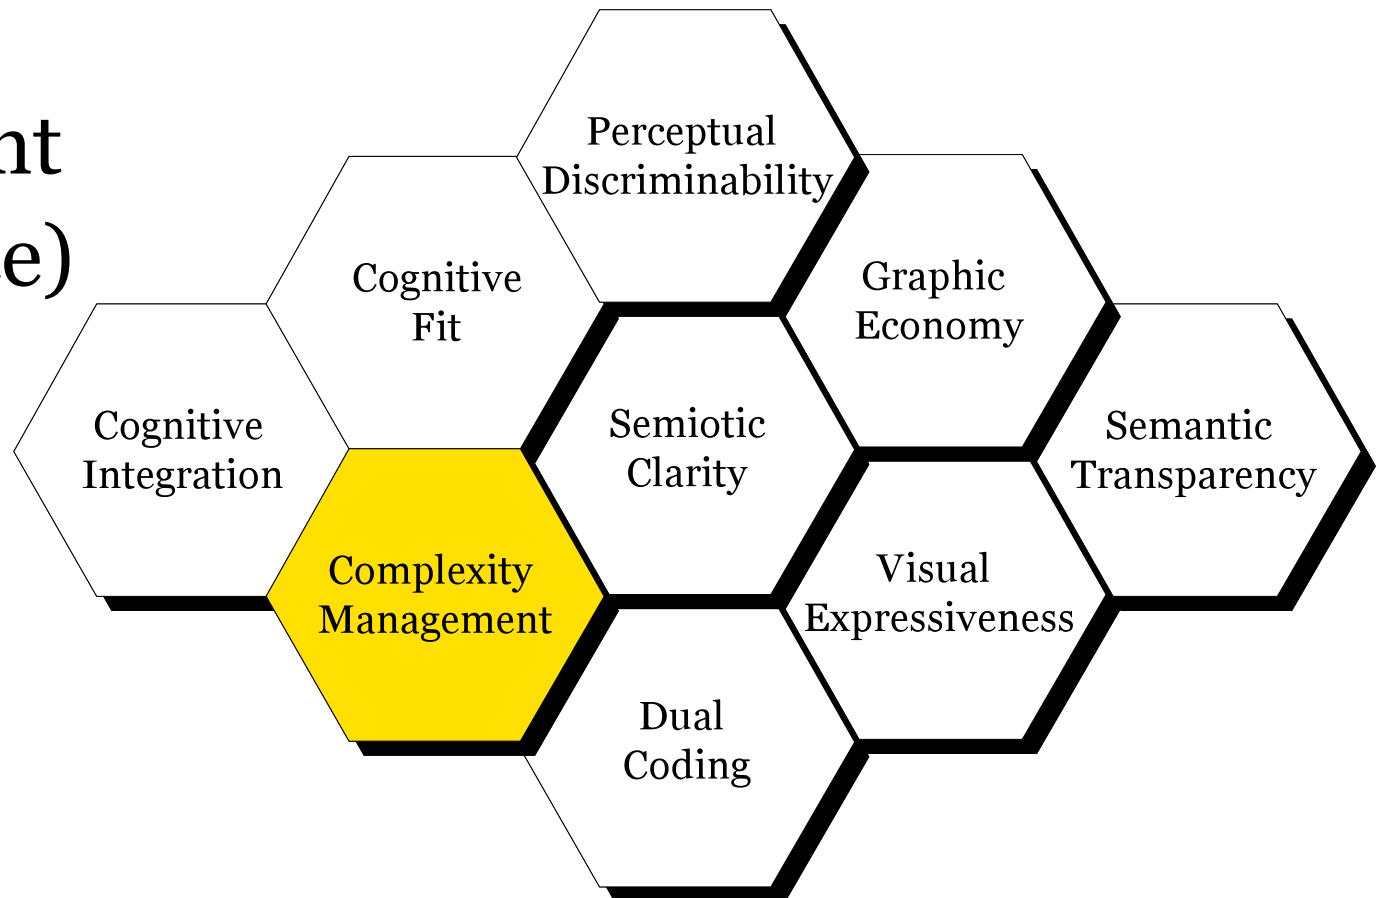 nt
e)
Perceptual
Discriminability
Cognitive
Fit
Graphic
Economy
Cognitive
Integration
Semiotic
Clarity
Semantic
Transparency
Complexity
Management
Visual
Expressiveness
Dual
Coding